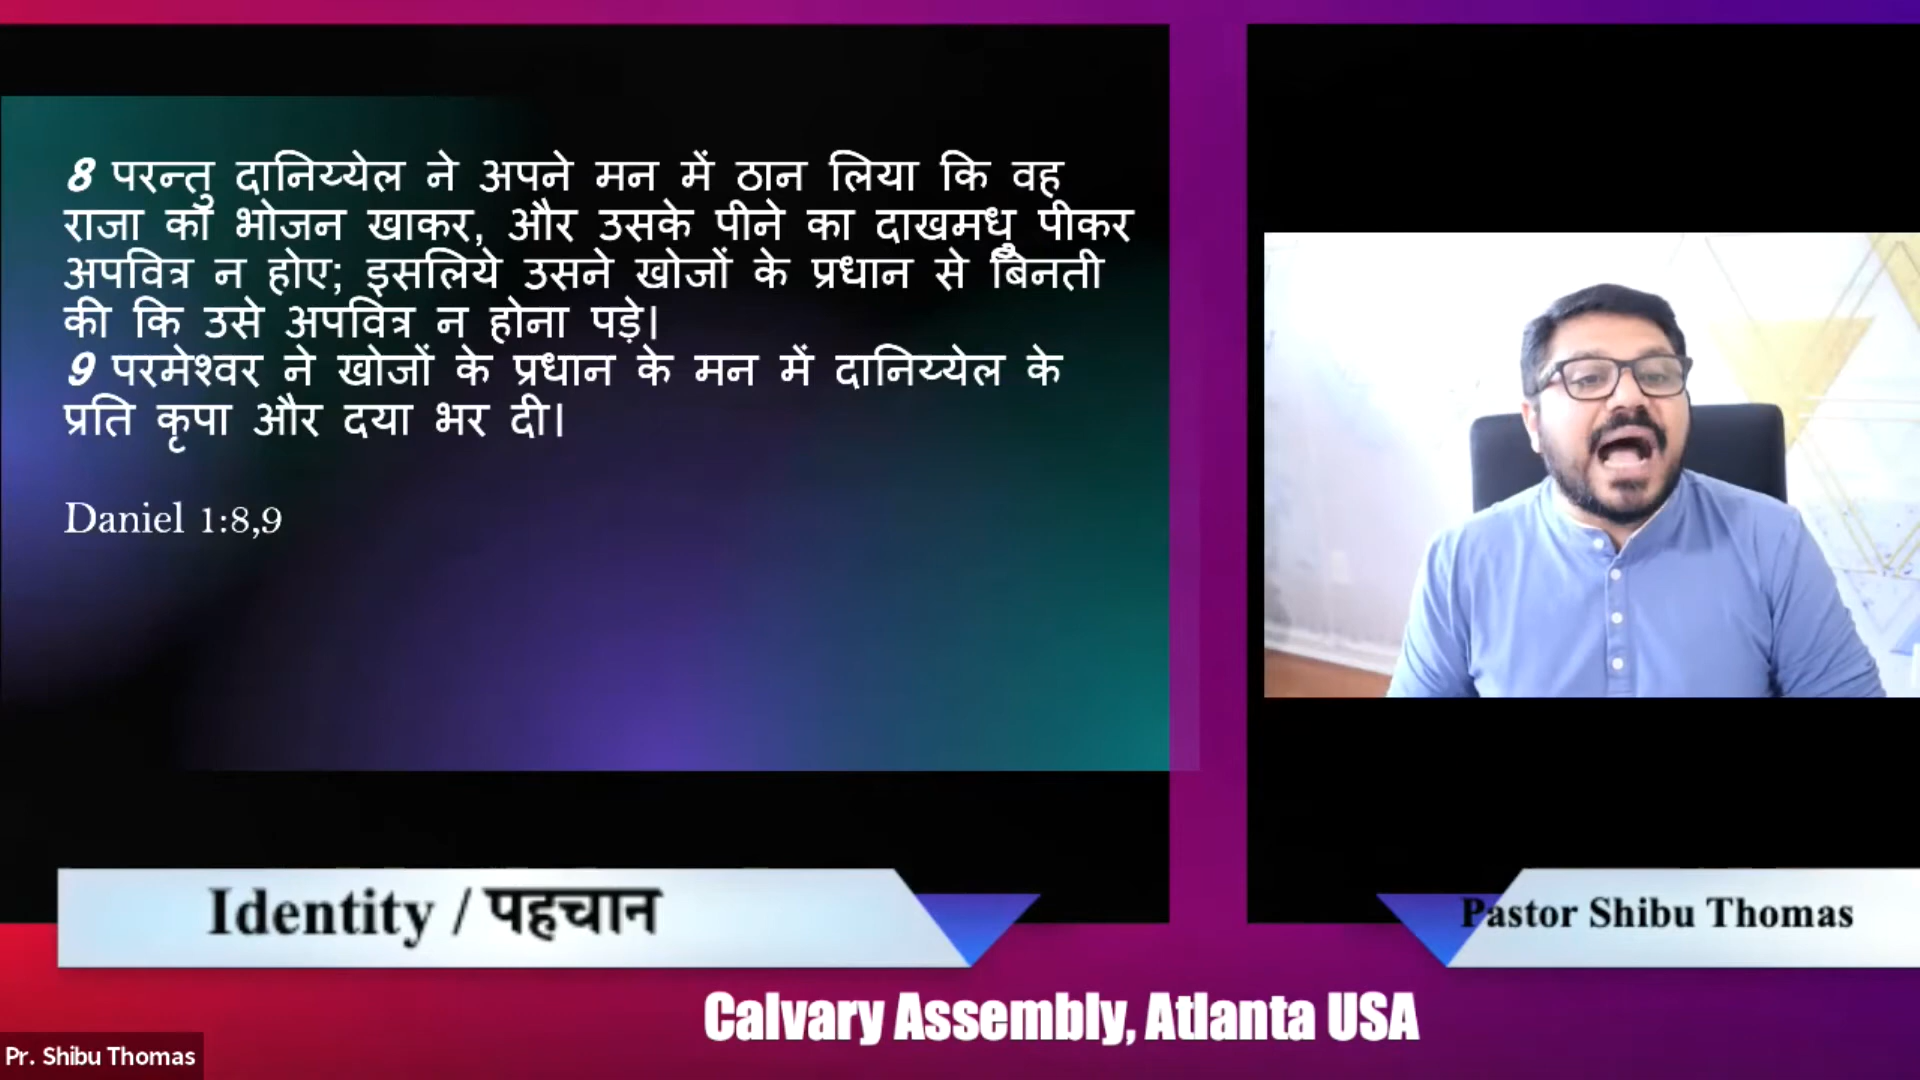 8 परन्तु दानिय्येल ने अपने मन में ठान लिया कि वह
राजा का भोजन खाकर, और उसके पीने का दाखमधु पीकर
अपवित्र न होए; इसलिये उसने खोजों के प्रधान से बिनती
की कि उसे अपवित्र न होना पड़े।
9 परमेश्वर ने खोजों के प्रधान के मन में दानिय्येल के
प्रति कृपा और दया भर दी।
Daniel 1:8,9
Identity / पहचान
Pastor Shibu Thomas
Calvary Assembly, Atlanta USA
Pr. Shibu Thomas